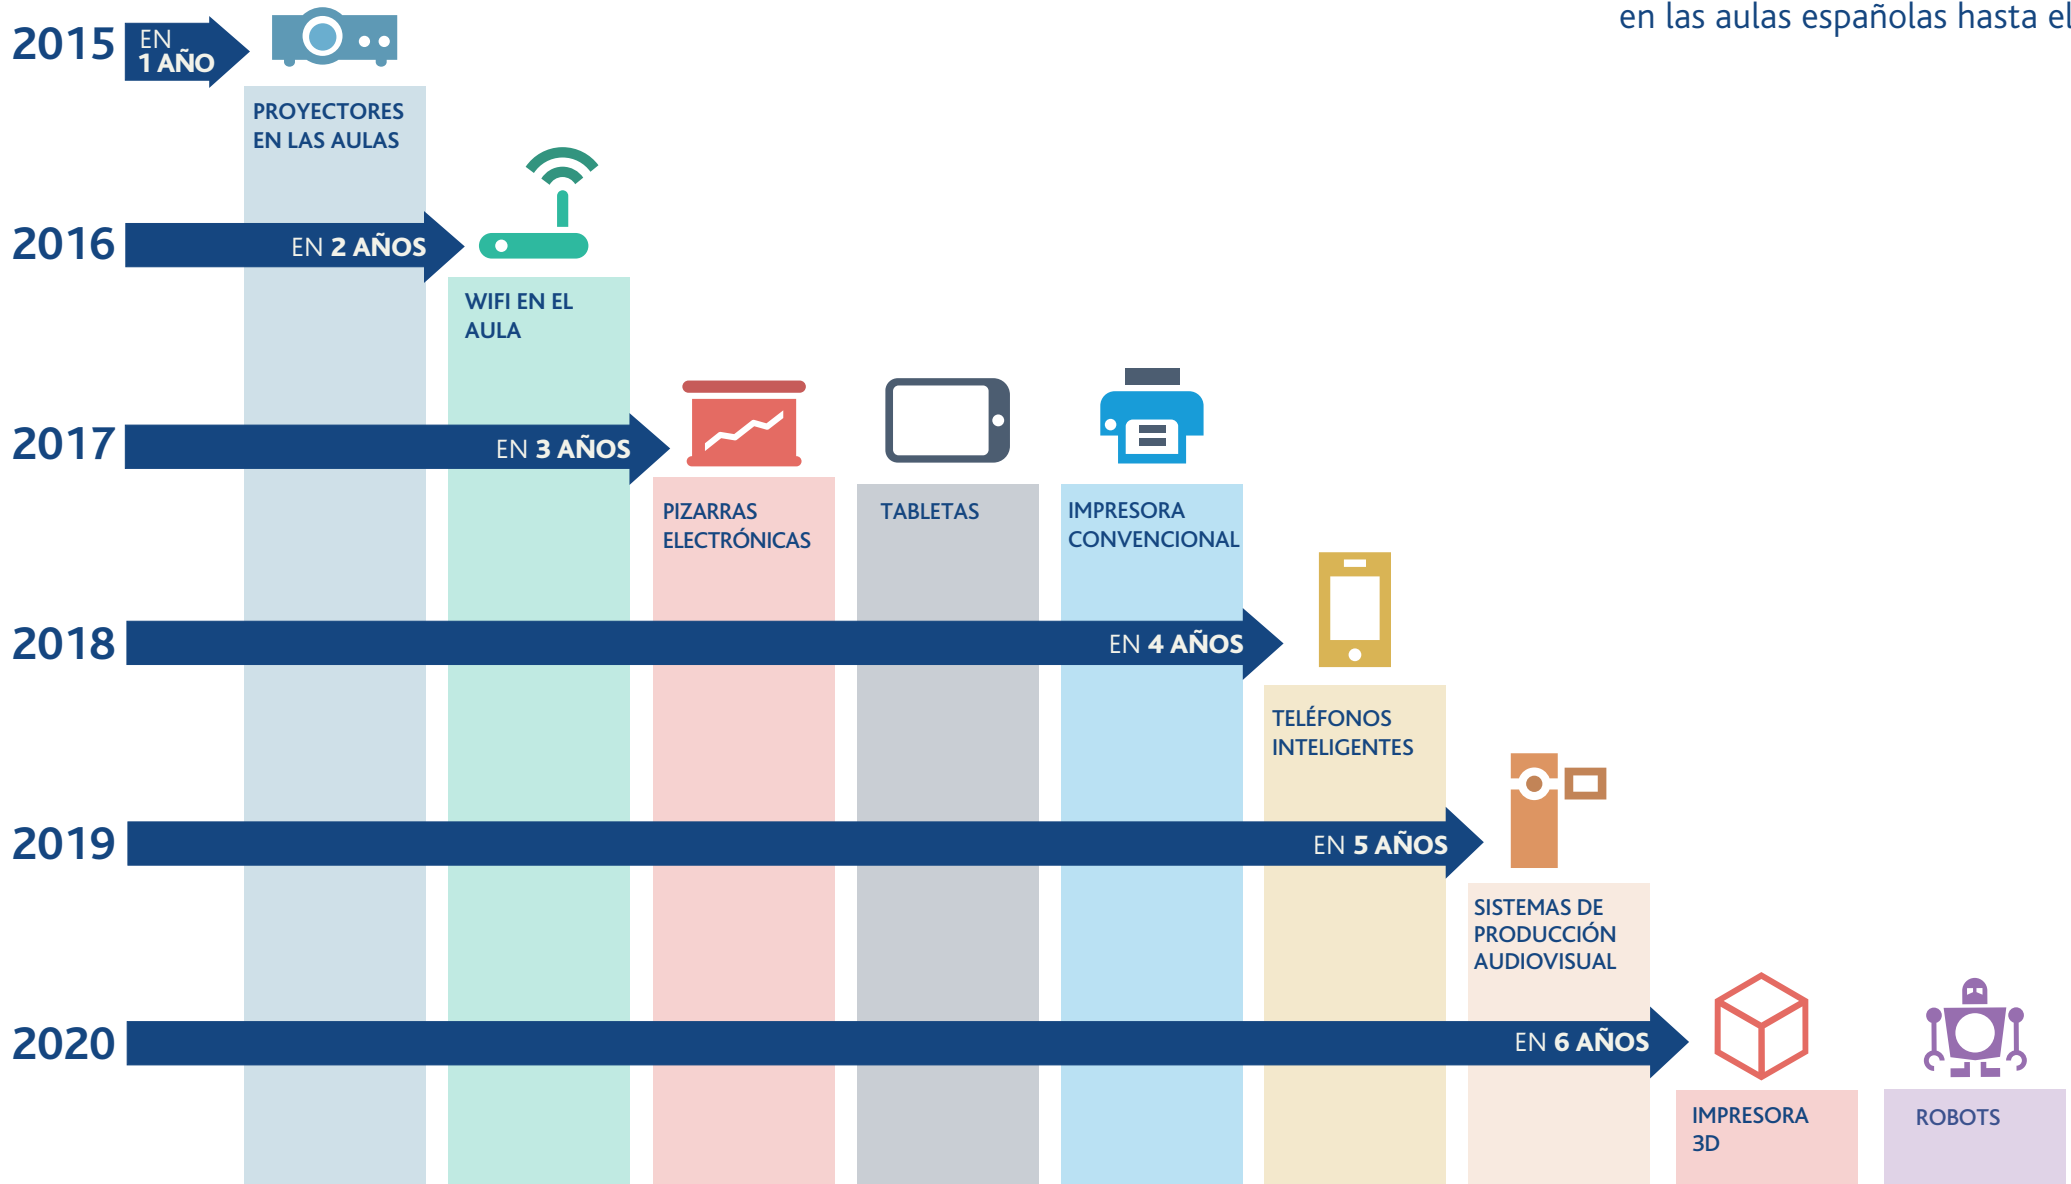 en las aulas españolas hasta el
2015
EN
1 AÑO
PROYECTORES
EN LAS AULAS
2016
EN 2 AÑOS
WIFI EN EL
AULA
2017
EN 3 AÑOS
PIZARRAS
ELECTRÓNICAS
TABLETAS
IMPRESORA
CONVENCIONAL
2018
EN 4 AÑOS
TELÉFONOS
INTELIGENTES
2019
EN 5 AÑOS
SISTEMAS DE
PRODUCCIÓN
AUDIOVISUAL
2020
EN 6 AÑOS
IMPRESORA
3D
ROBOTS